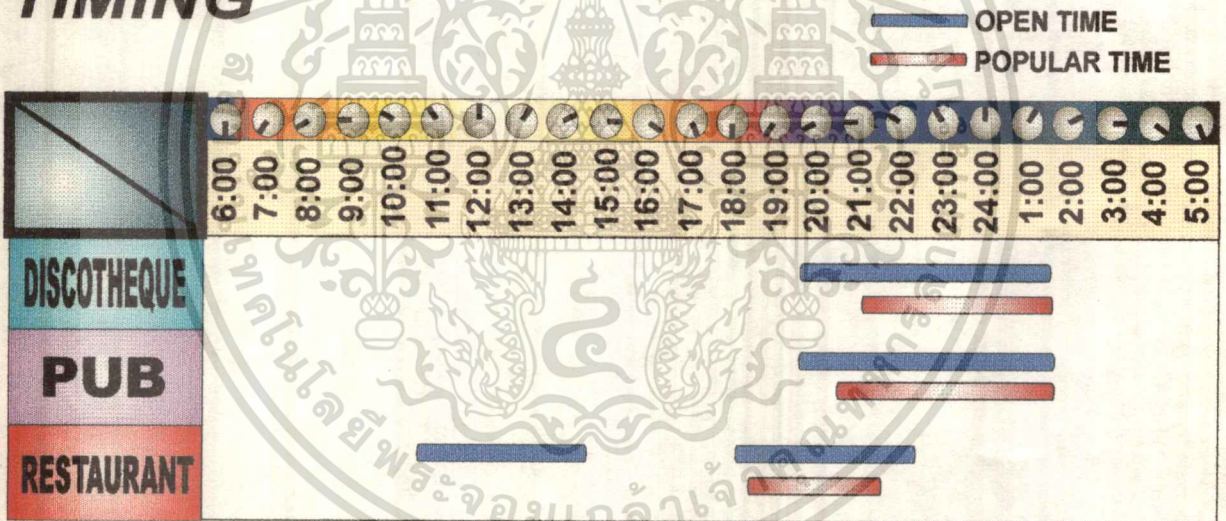 TIMING
OPEN TIME
POPULAR TIME
6:00 7:00 8:00 9:00 10:00 11:00 12:00 13:00 14:00 15:00 16:00 17:00 18:00 19:00 20:00 21:00 22:00 23:00 24:00 1:00 2:00 3:00 4:00 5:00
DISCOTHEQUE
PUB
RESTAURANT